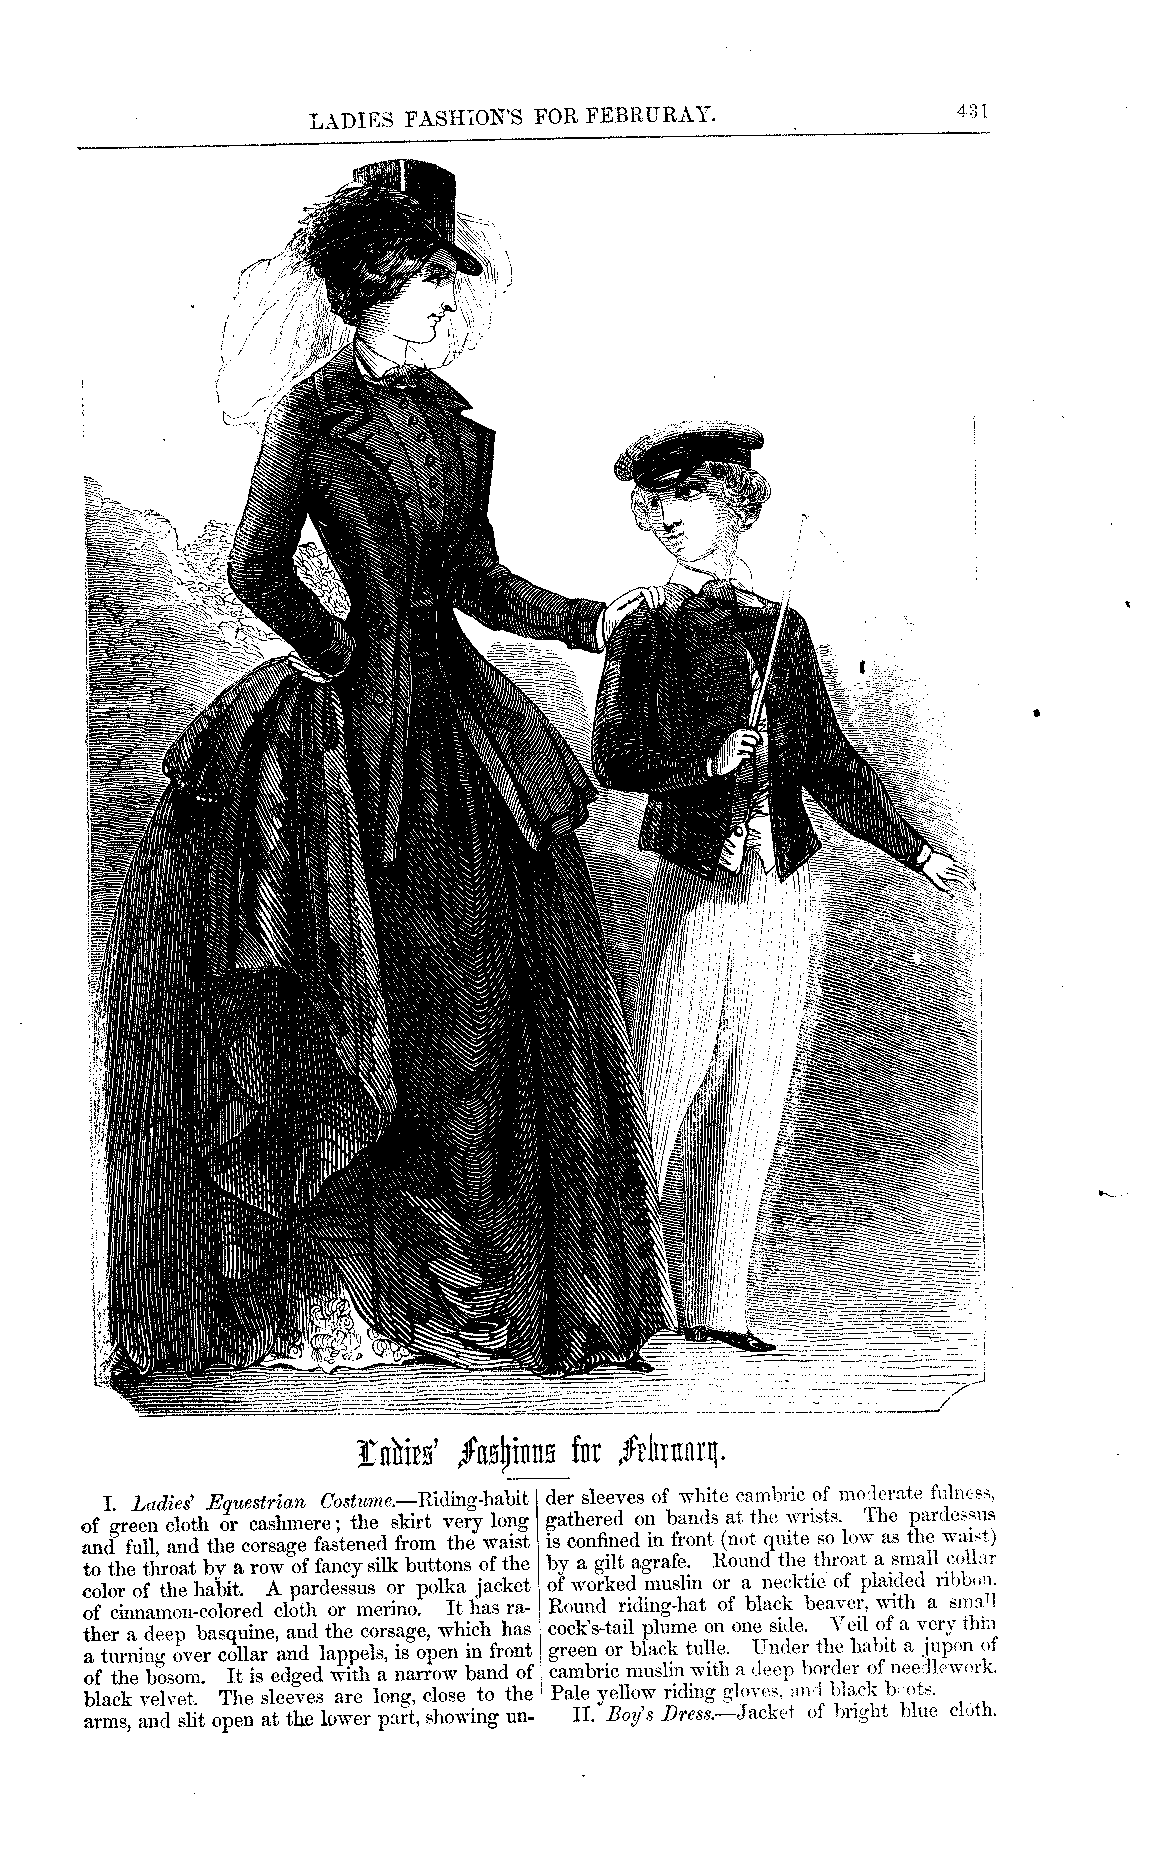 LADIES FASHION'S FOR FEBRURAY. 431
Ladies' Fashions for February.
I. Ladies' Equestrian Costume.—Riding-habit
of green cloth or cashmere; the skirt very long
and full, and the corsage fastened from the waist
to the throat by a row of fancy silk buttons of the
color of the habit. A pardessus or polka jacket
of cinnamon-colored cloth or merino. It has ra-
ther a deep basquine, and the corsage, which has
a turning over collar and lappels, is open in front
of the bosom. It is edged with a narrow band of
black velvet. The sleeves are long, close to the
arms, and slit open at the lower part, showing un-
der sleeves of white cambric of moderate fulness,
gathered on bands at the wrists. The pardessus
is confined in front (not quite so low as the waist)
by a gilt agrafe. Round the throat a small collar
of worked muslin or a necktie of plaided ribbon.
Round riding-hat of black beaver, with a small
cock's-tail plume on one side. Veil of a very thin
green or black tulle. Under the habit a jupon of
cambric muslin with a deep border of needlework.
Pale yellow riding gloves, and black boots.
II. Boy's Dress.—Jacket of bright blue cloth.